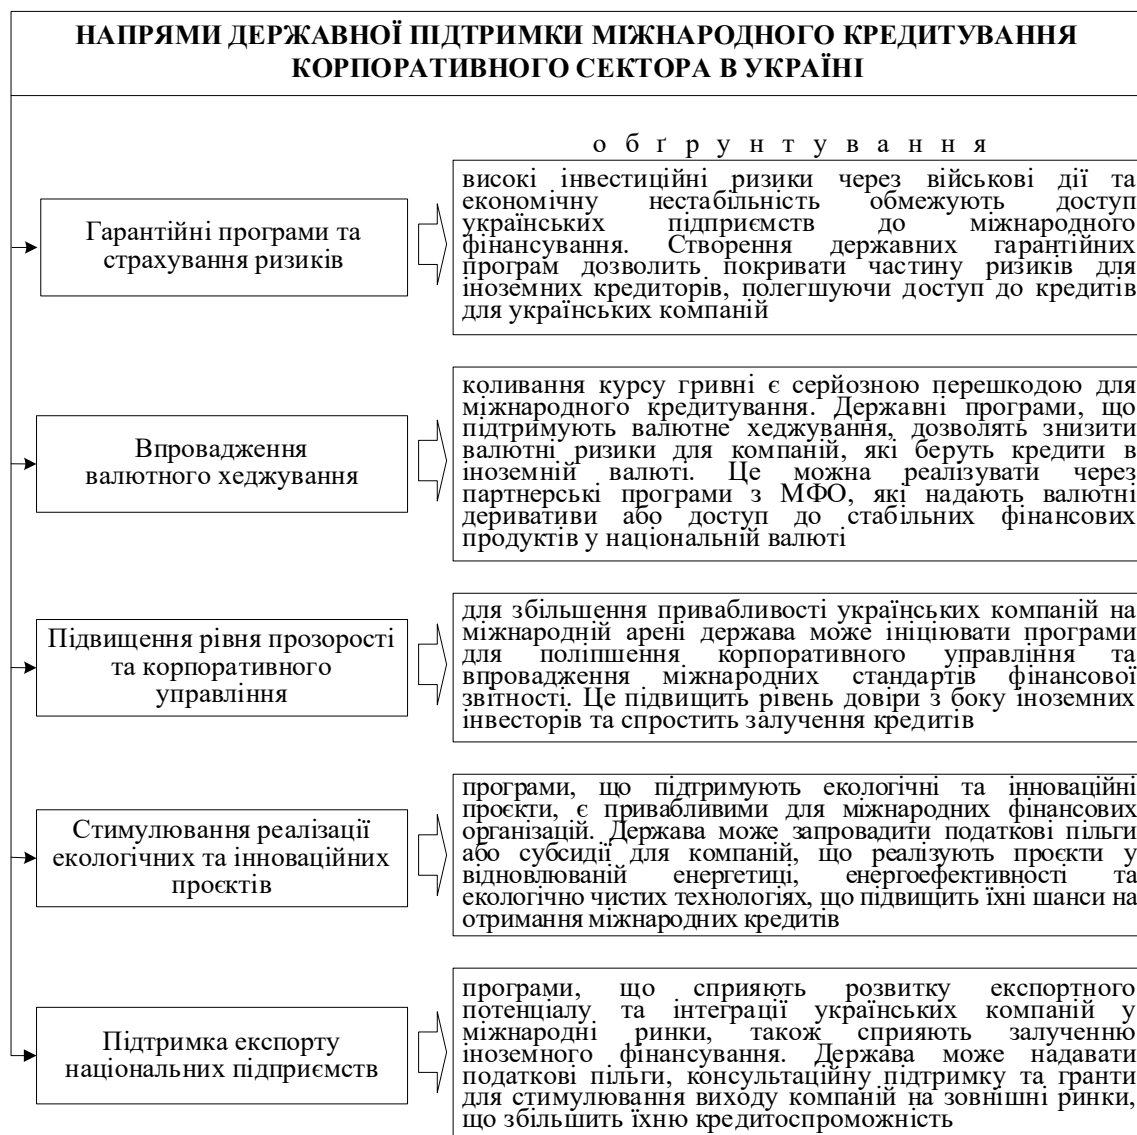 НАПРЯМИ ДЕРЖАВНОЇ ПІДТРИМКИ МІЖНАРОДНОГО КРЕДИТУВАННЯ
КОРПОРАТИВНОГО СЕКТОРА В УКРАЇНІ
обґрунтування
Гарантійні програми та
страхування ризиків
високі інвестиційні ризики через військові дії та
економічну нестабільність обмежують доступ
українських підприємств до міжнародного
фінансування. Створення державних гарантійних
програм дозволить покривати частину ризиків для
іноземних кредиторів, полегшуючи доступ до кредитів
для українських компаній
Впровадження
валютного хеджування
коливання курсу гривні є серйозною перешкодою для
міжнародного кредитування. Державні програми, що
підтримують валютне хеджування, дозволять знизити
валютні ризики для компаній, які беруть кредити в
іноземній валюті. Це можна реалізувати через
партнерські програми з МФО, які надають валютні
деривативи або доступ до стабільних фінансових
продуктів у національній валюті
Підвищення рівня прозорості
та корпоративного
управління
для збільшення привабливості українських компаній на
міжнародній арені держава може ініціювати програми
для поліпшення корпоративного управління та
впровадження міжнародних стандартів фінансової
звітності. Це підвищить рівень довіри з боку іноземних
інвесторів та спростить залучення кредитів
Стимулювання реалізації
екологічних та інноваційних
проєктів
програми, що підтримують екологічні та інноваційні
проєкти, є привабливими для міжнародних фінансових
організацій. Держава може запровадити податкові пільги
або субсидії для компаній, що реалізують проєкти у
відновлюваній енергетиці, енергоефективності та
екологічно чистих технологіях, що підвищить їхні шанси на
отримання міжнародних кредитів
Підтримка експорту
національних підприємств
програми, що сприяють розвитку експортного
потенціалу та інтеграції українських компаній у
міжнародні ринки, також сприяють залученню
іноземного фінансування. Держава може надавати
податкові пільги, консультаційну підтримку та гранти
для стимулювання виходу компаній на зовнішні ринки,
що збільшить їхню кредитоспроможність